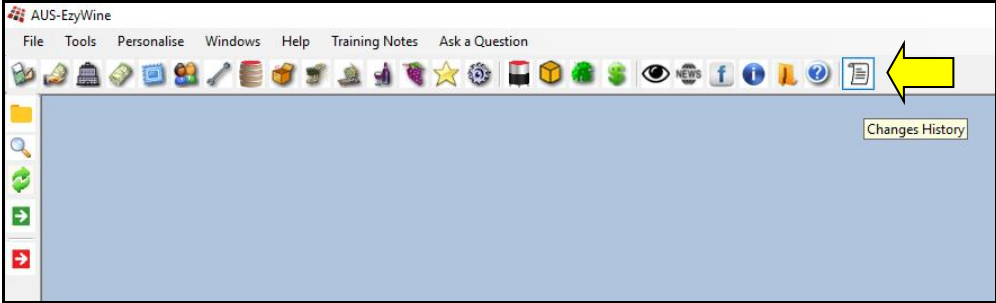 AUS-EzyWine
File Tools Personalise Windows Help Training Notes Ask a Question
NEWS f i ?
Changes History